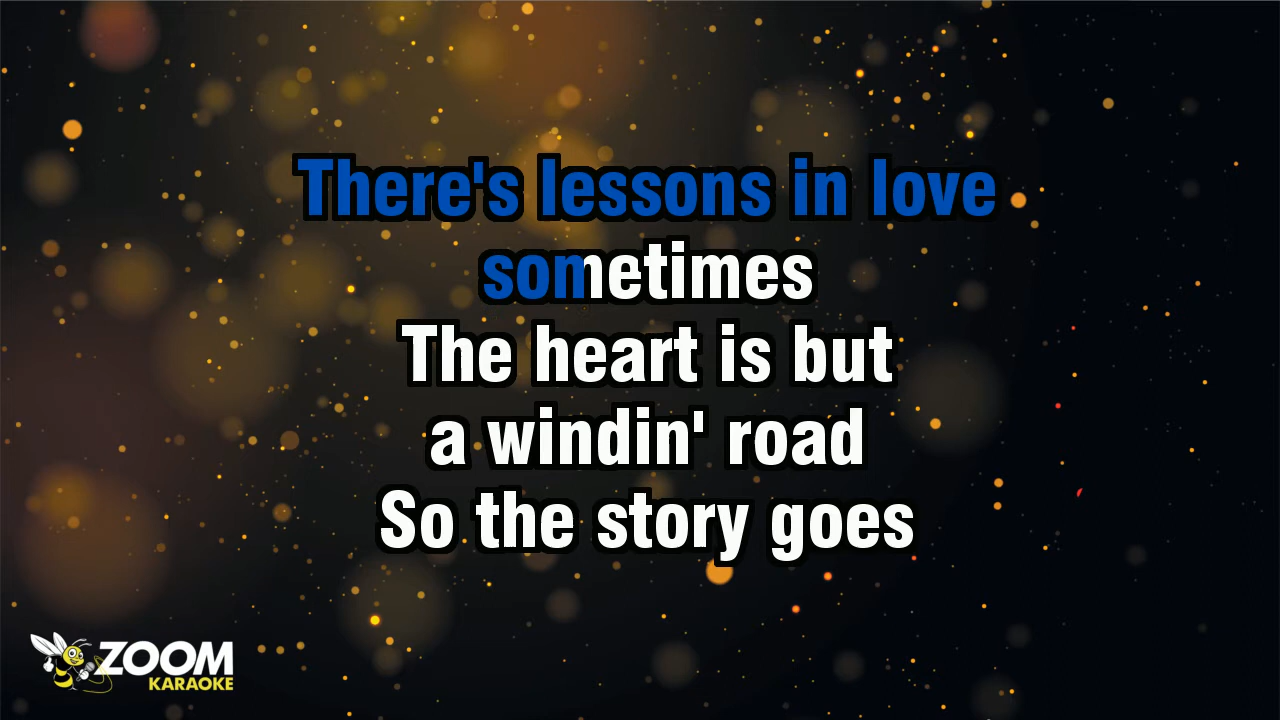 There's lessons in love
sometimes
The heart is but
a windin' road
So the story goes
ZOOM
KARAOKE